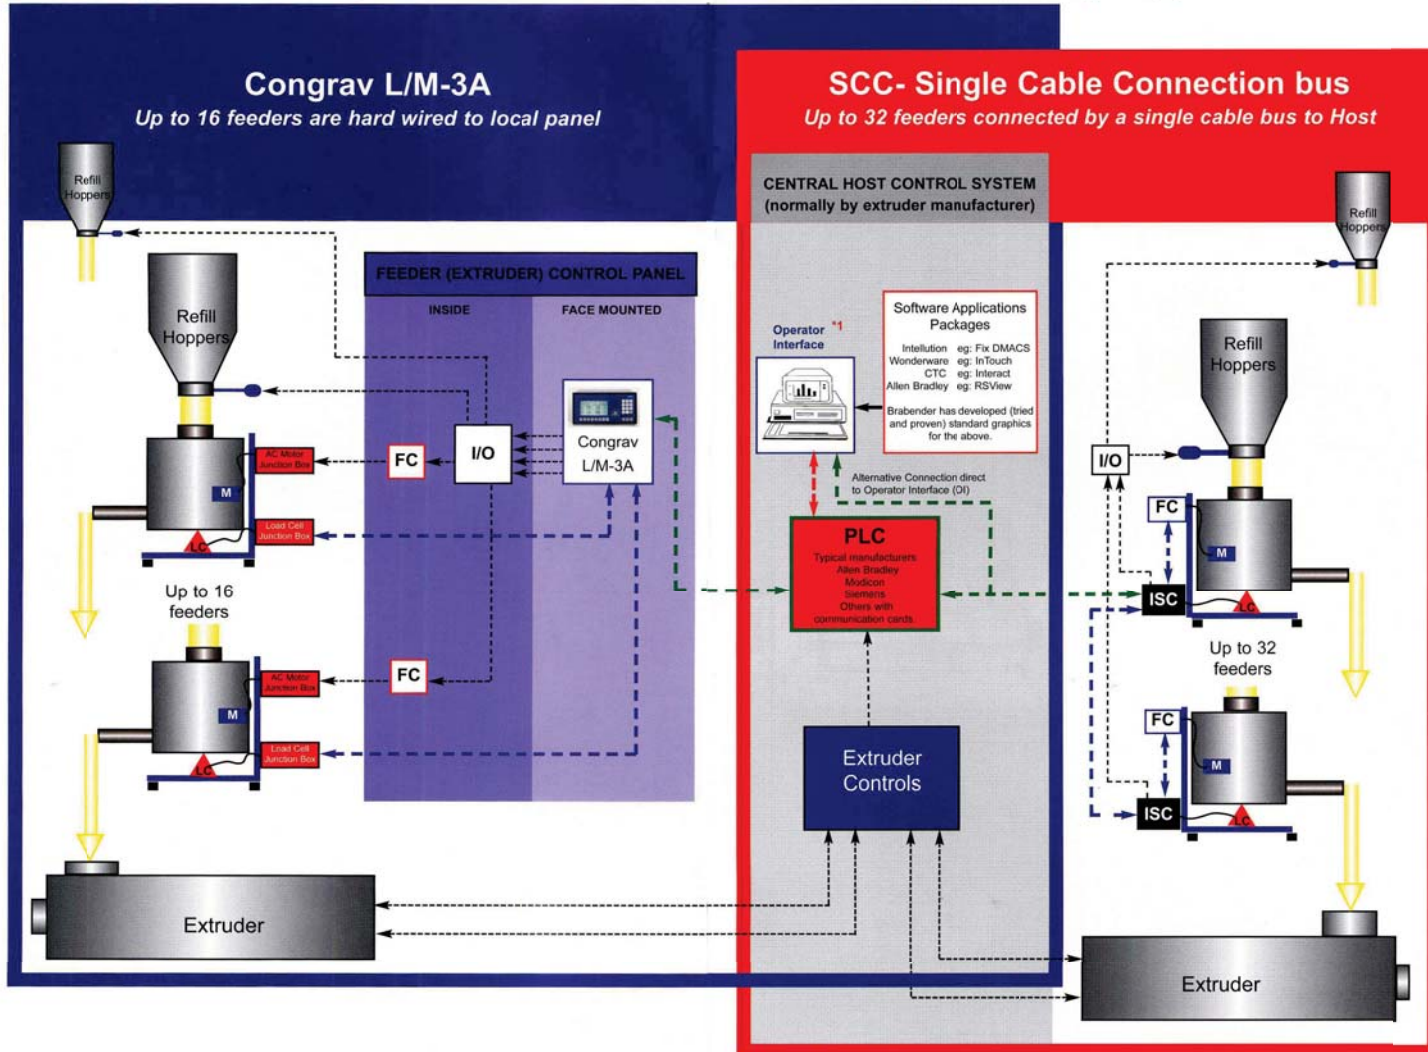 Congrav L/M-3A
Up to 16 feeders are hard wired to local panel
SCC- Single Cable Connection bus
Up to 32 feeders connected by a single cable bus to Host
Refill
Hoppers
Refill
Hoppers
AC Motor
Junction Box
M
Load Cell
Junction Box
LC
Up to 16
feeders
AC Motor
Junction Box
M
Load Cell
Junction Box
LC
Extruder
FEEDER (EXTRUDER) CONTROL PANEL
INSIDE
FACE MOUNTED
FC
I/O
Congrav
L/M-3A
FC
CENTRAL HOST CONTROL SYSTEM
(normally by extruder manufacturer)
Operator *1
Interface
Software Applications
Packages
Intellution eg: Fix DMACS
Wonderware eg: InTouch
CTC eg: Interact
Allen Bradley eg: RSView
Brabender has developed (tried
and proven) standard graphics
for the above.
Alternative Connection direct
to Operator Interface (OI)
PLC
Typical manufacturers
Allen Bradley
Modicon
Siemens
Others with
communication cards.
Extruder
Controls
Refill
Hoppers
Refill
Hoppers
I/O
FC
M
ISC
LC
Up to 32
feeders
FC
M
ISC
LC
Extruder